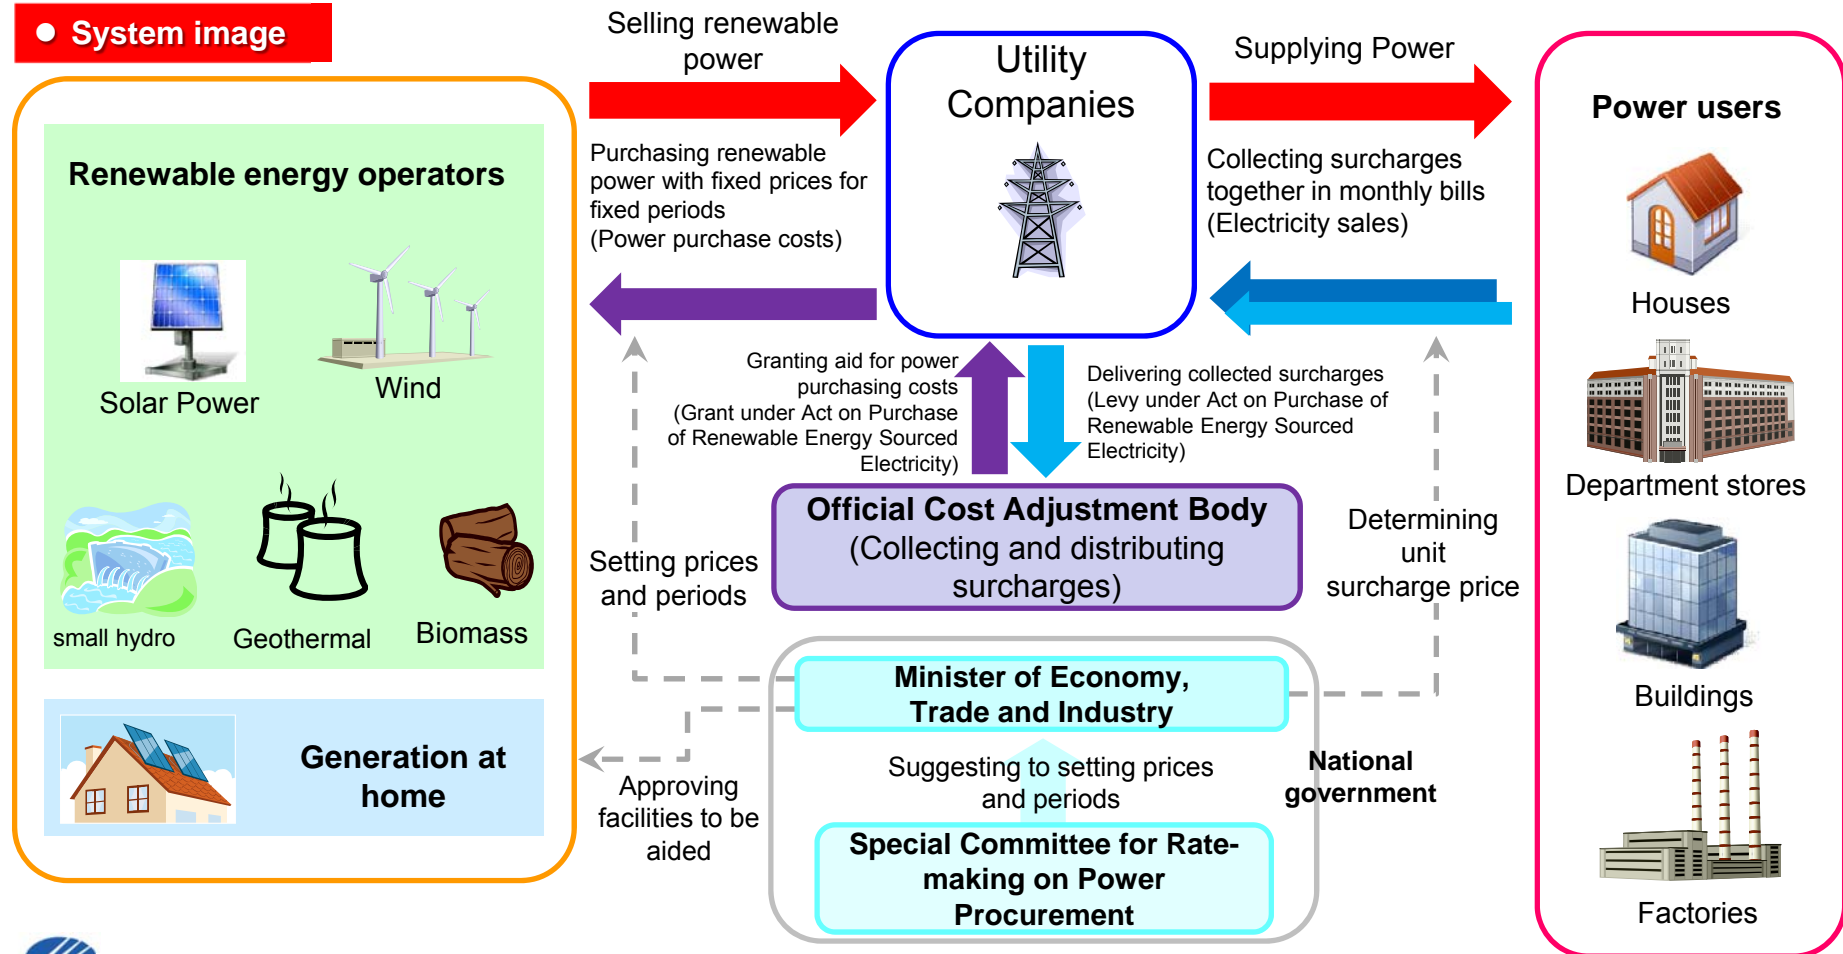 ● System image
Selling renewable
power
Utility
Companies
Supplying Power
Power users
Renewable energy operators
Purchasing renewable
power with fixed prices for
fixed periods
(Power purchase costs)
Collecting surcharges
together in monthly bills
(Electricity sales)
Solar Power
Wind
small hydro
Geothermal
Biomass
Generation at
home
Granting aid for power
purchasing costs
(Grant under Act on Purchase
of Renewable Energy Sourced
Electricity)
Delivering collected surcharges
(Levy under Act on Purchase of
Renewable Energy Sourced
Electricity)
Official Cost Adjustment Body
(Collecting and distributing
surcharges)
Setting prices
and periods
Determining
unit
surcharge price
Minister of Economy,
Trade and Industry
Suggesting to setting prices
and periods
National
government
Approving
facilities to be
aided
Special Committee for Rate-
making on Power
Procurement
Houses
Department stores
Buildings
Factories